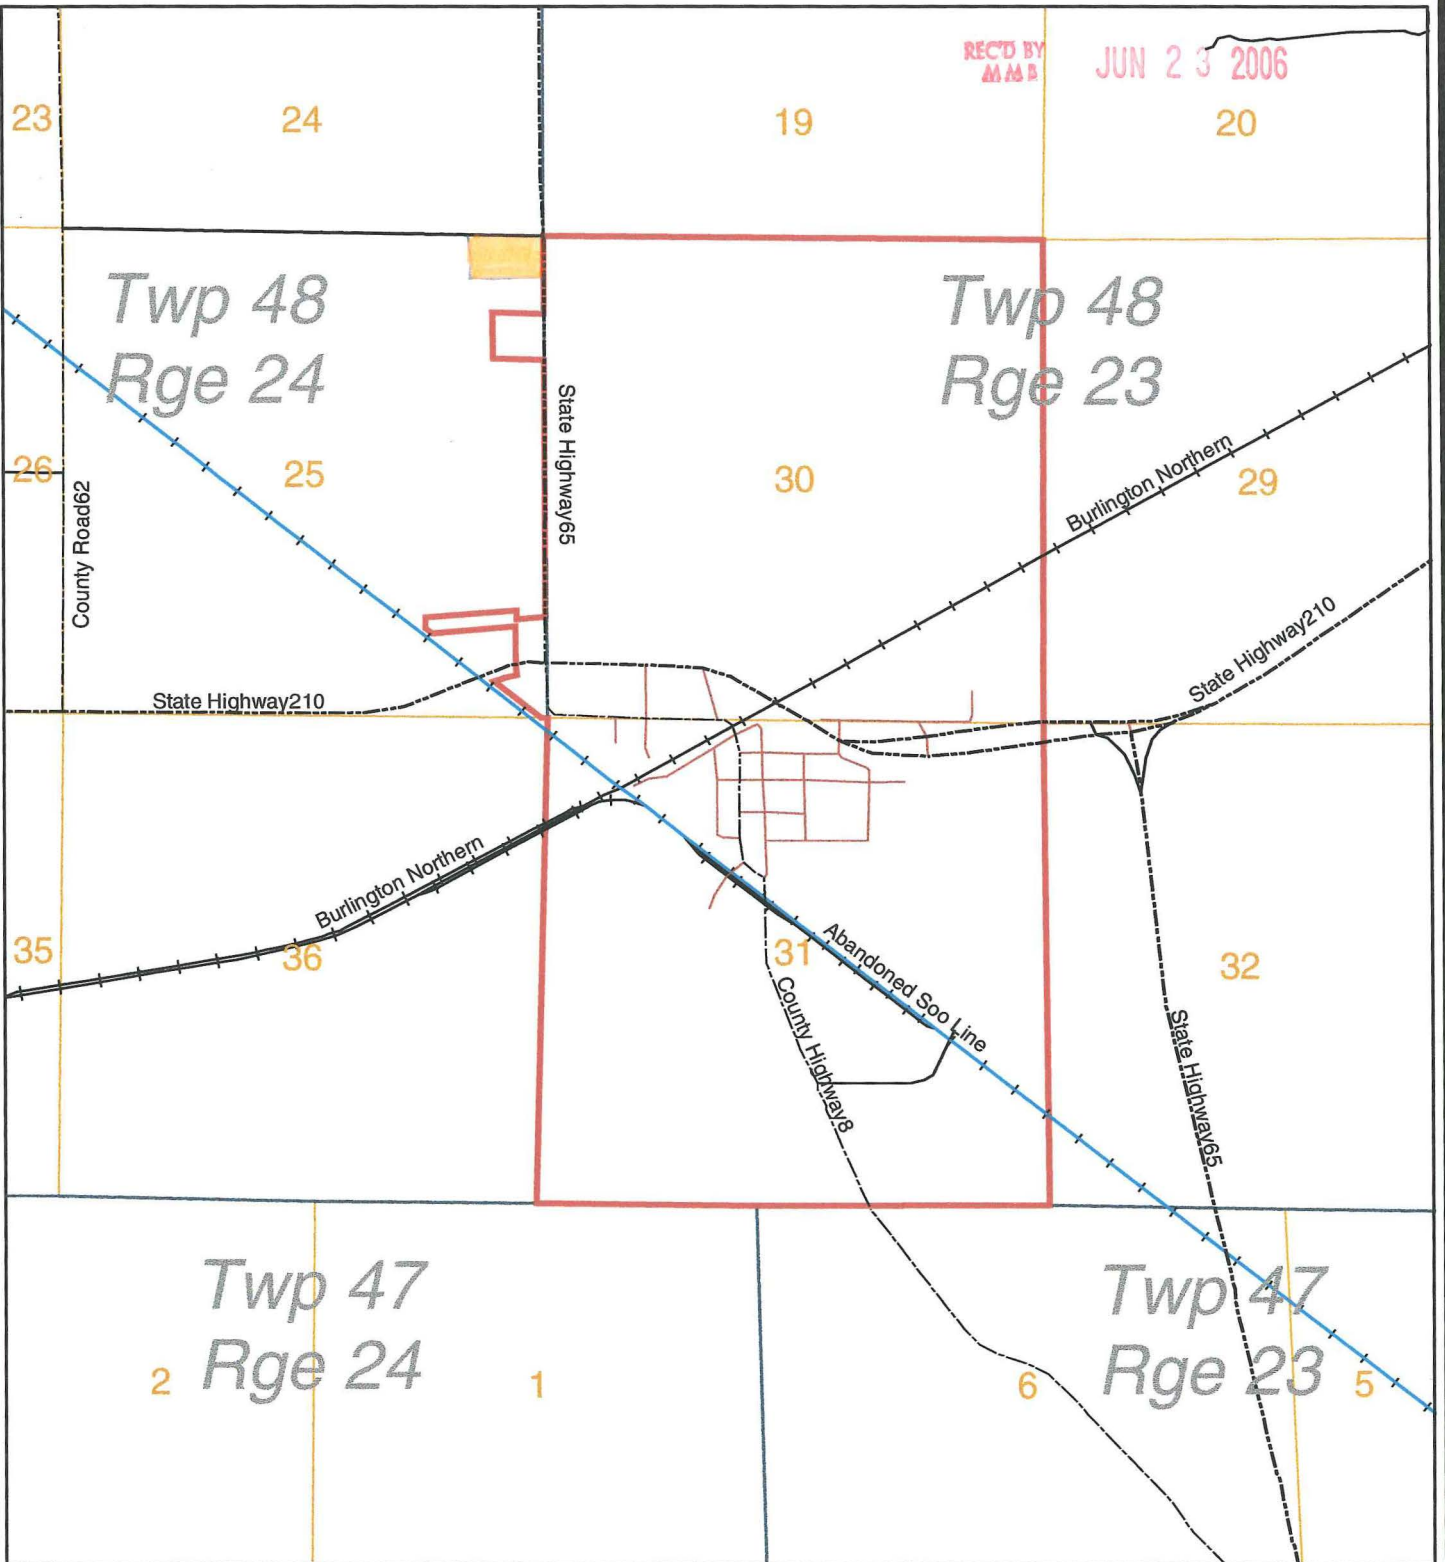 REC'D BY
MMB
JUN 23 2006
23
24
19
20
Twp 48
Rge 24
Twp 48
Rge 23
State Highway65
26
25
30
29
Burlington Northern
County Road62
State Highway210
State Highway210
Burlington Northern
35
36
31
32
Abandoned Soo Line
County Highway8
State Highway65
Twp 47
Rge 24
Twp 47
Rge 23
2
1
6
5